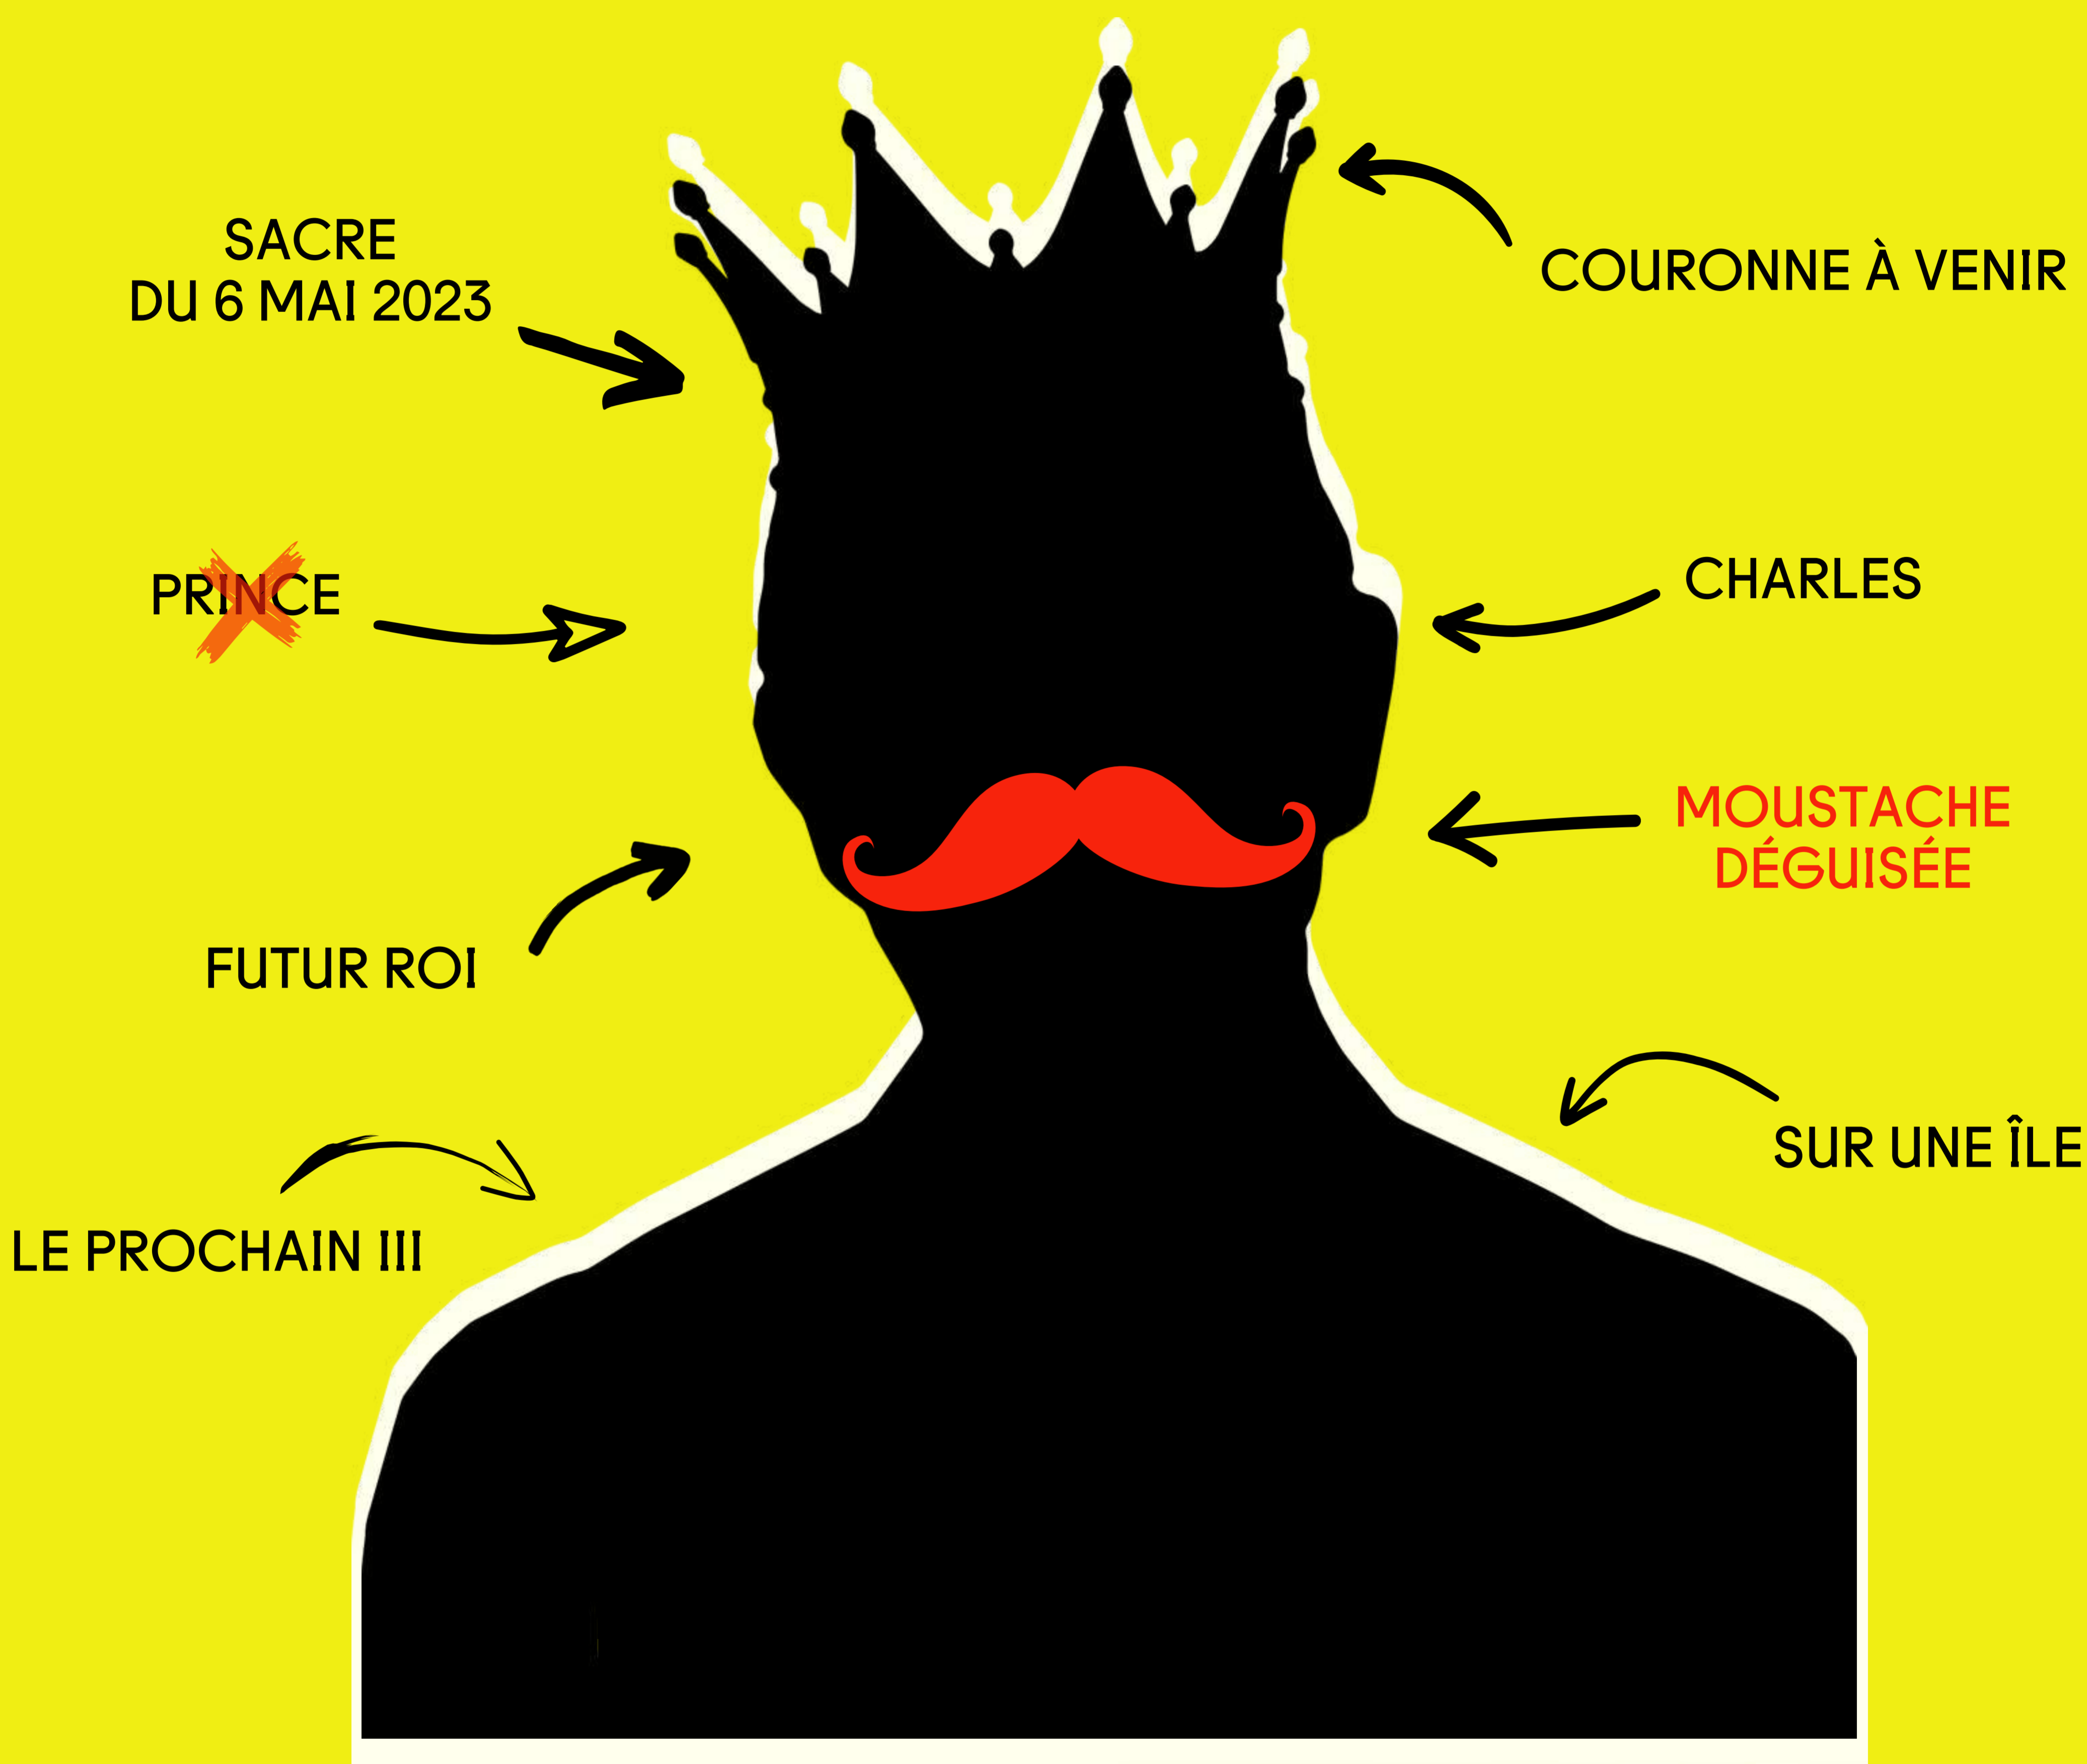 SACRE
DU 6 MAI 2023
COURONNE À VENIR
PRINCE
CHARLES
MOUSTACHE
DÉGUISÉE
FUTUR ROI
SUR UNE ÎLE
LE PROCHAIN III